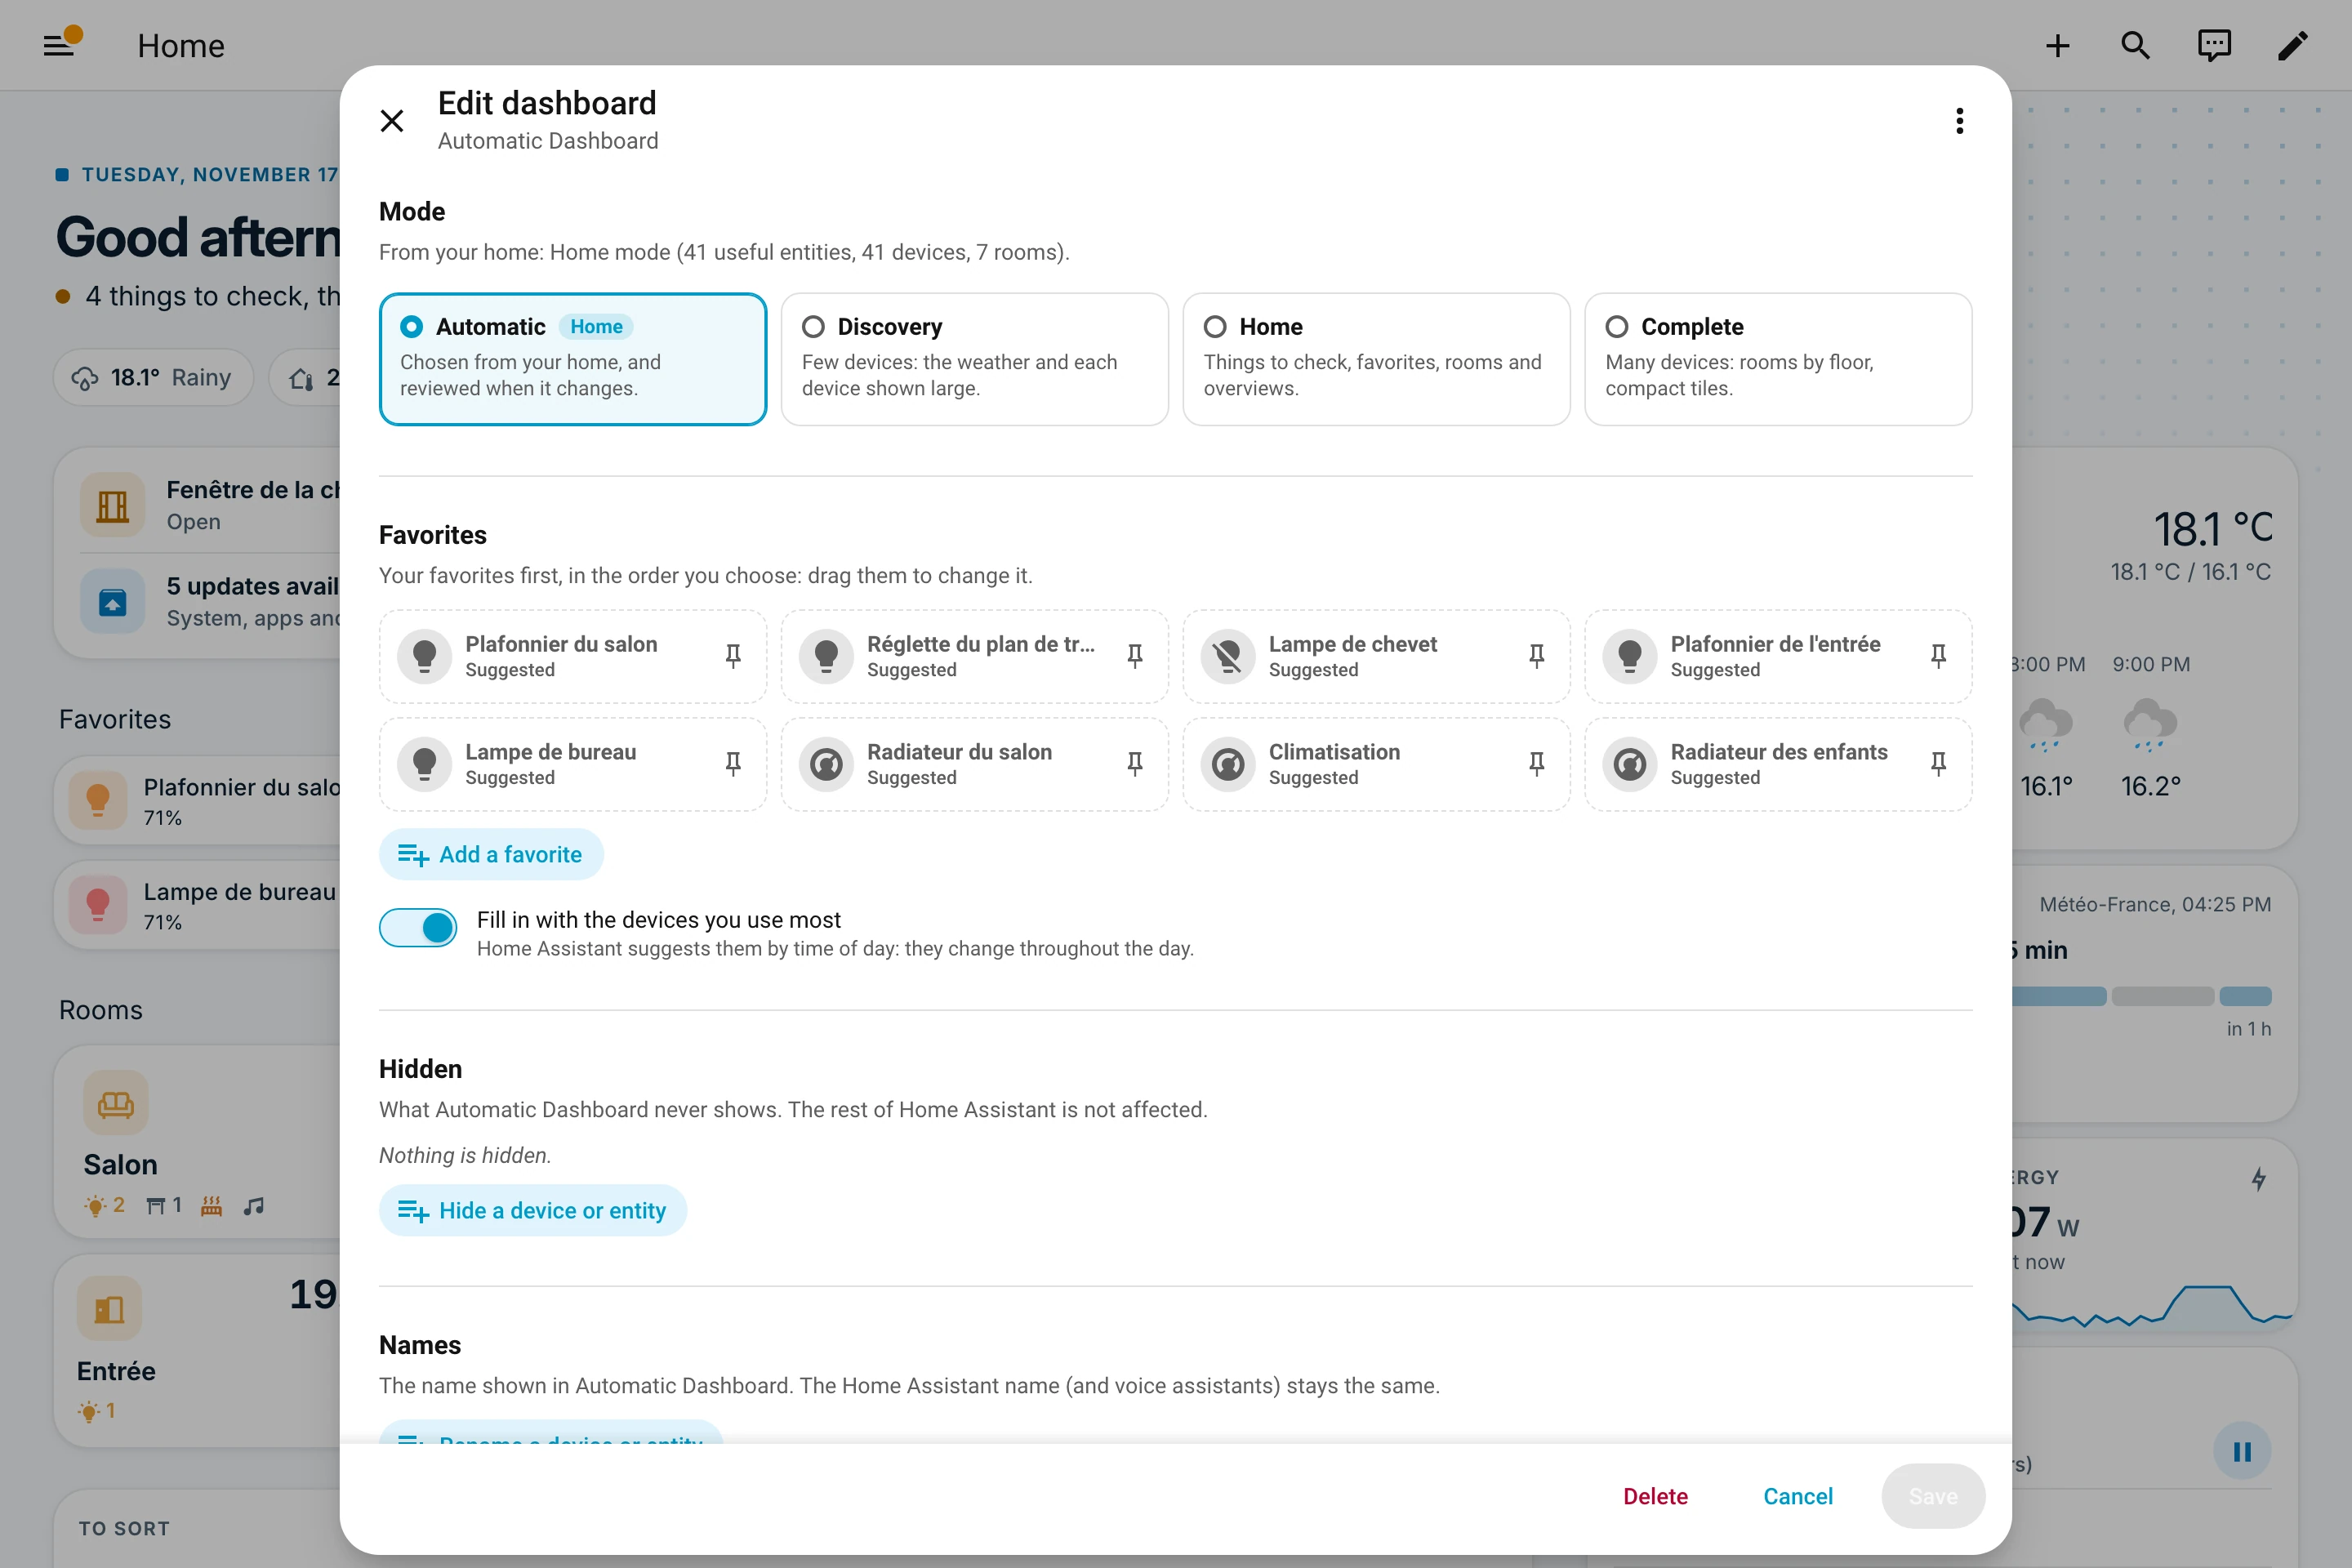 Home
Edit dashboard
Automatic Dashboard
TUESDAY, NOVEMBER 17
Good aftern
4 things to check, th
18.1° Rainy
2
Fenêtre de la ch
Open
5 updates avail
System, apps and
Favorites
Plafonnier du salo
71%
Lampe de bureau
71%
Rooms
Salon
2
1
19
Entrée
1
TO SORT
Mode
From your home: Home mode (41 useful entities, 41 devices, 7 rooms).
Automatic Home
Chosen from your home, and
reviewed when it changes.
Discovery
Few devices: the weather and each
device shown large.
Home
Things to check, favorites, rooms and
overviews.
Complete
Many devices: rooms by floor,
compact tiles.
Favorites
Your favorites first, in the order you choose: drag them to change it.
Plafonnier du salon
Suggested
Réglette du plan de tr...
Suggested
Lampe de chevet
Suggested
Plafonnier de l'entrée
Suggested
Lampe de bureau
Suggested
Radiateur du salon
Suggested
Climatisation
Suggested
Radiateur des enfants
Suggested
Add a favorite
Fill in with the devices you use most
Home Assistant suggests them by time of day: they change throughout the day.
Hidden
What Automatic Dashboard never shows. The rest of Home Assistant is not affected.
Nothing is hidden.
Hide a device or entity
Names
The name shown in Automatic Dashboard. The Home Assistant name (and voice assistants) stays the same.
Rename a device or entity
Delete
Cancel
Save
18.1 °C
18.1 °C / 16.1 °C
8:00 PM 9:00 PM
16.1° 16.2°
Météo-France, 04:25 PM
5 min
in 1 h
ERGY
07 W
t now
rs)